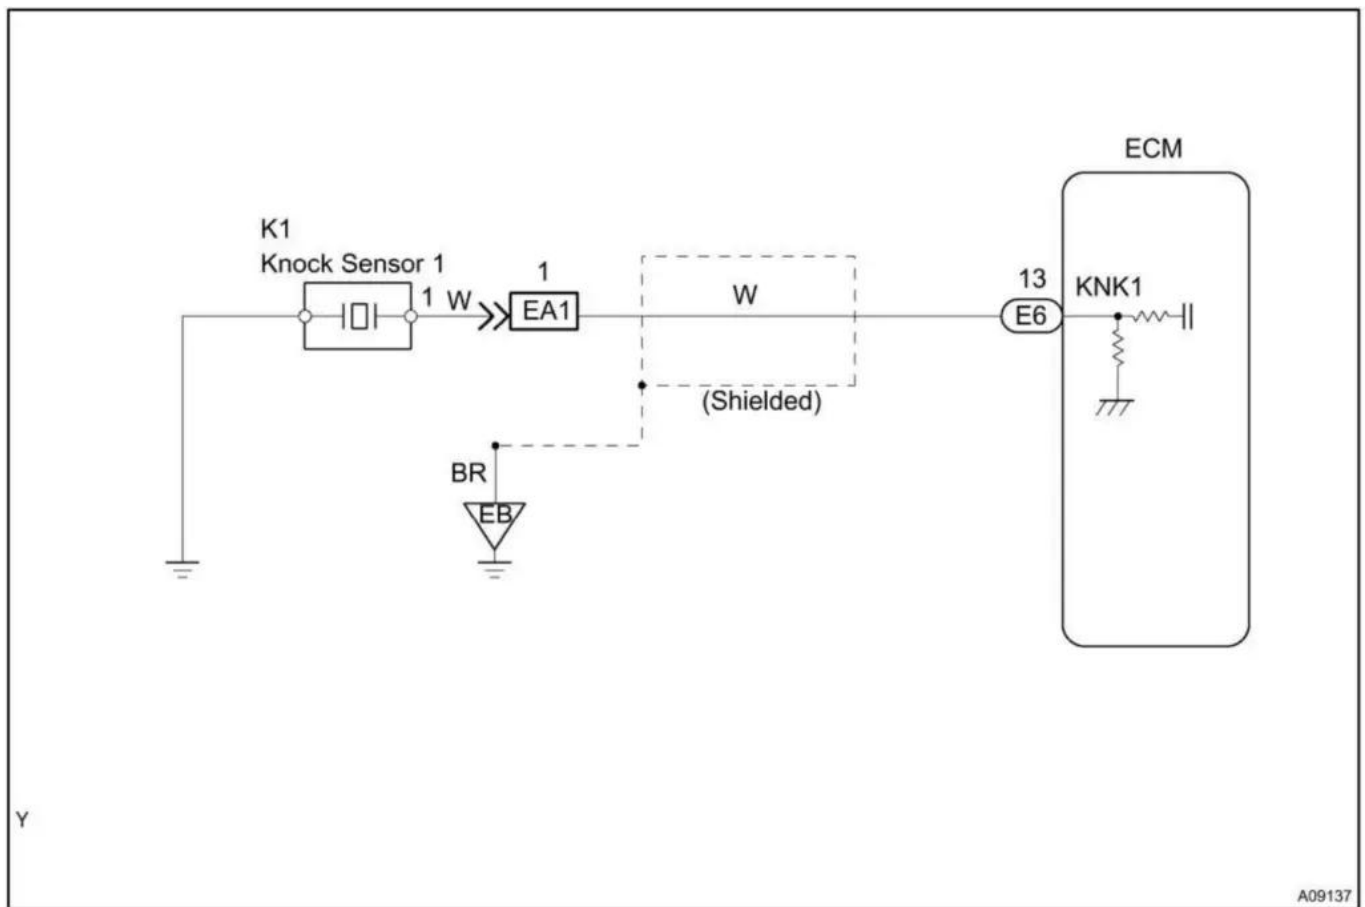 ECM
K1
Knock Sensor 1
1
W
1
EA1
W
13
E6
KNK1
(Shielded)
BR
EB
Y
A09137